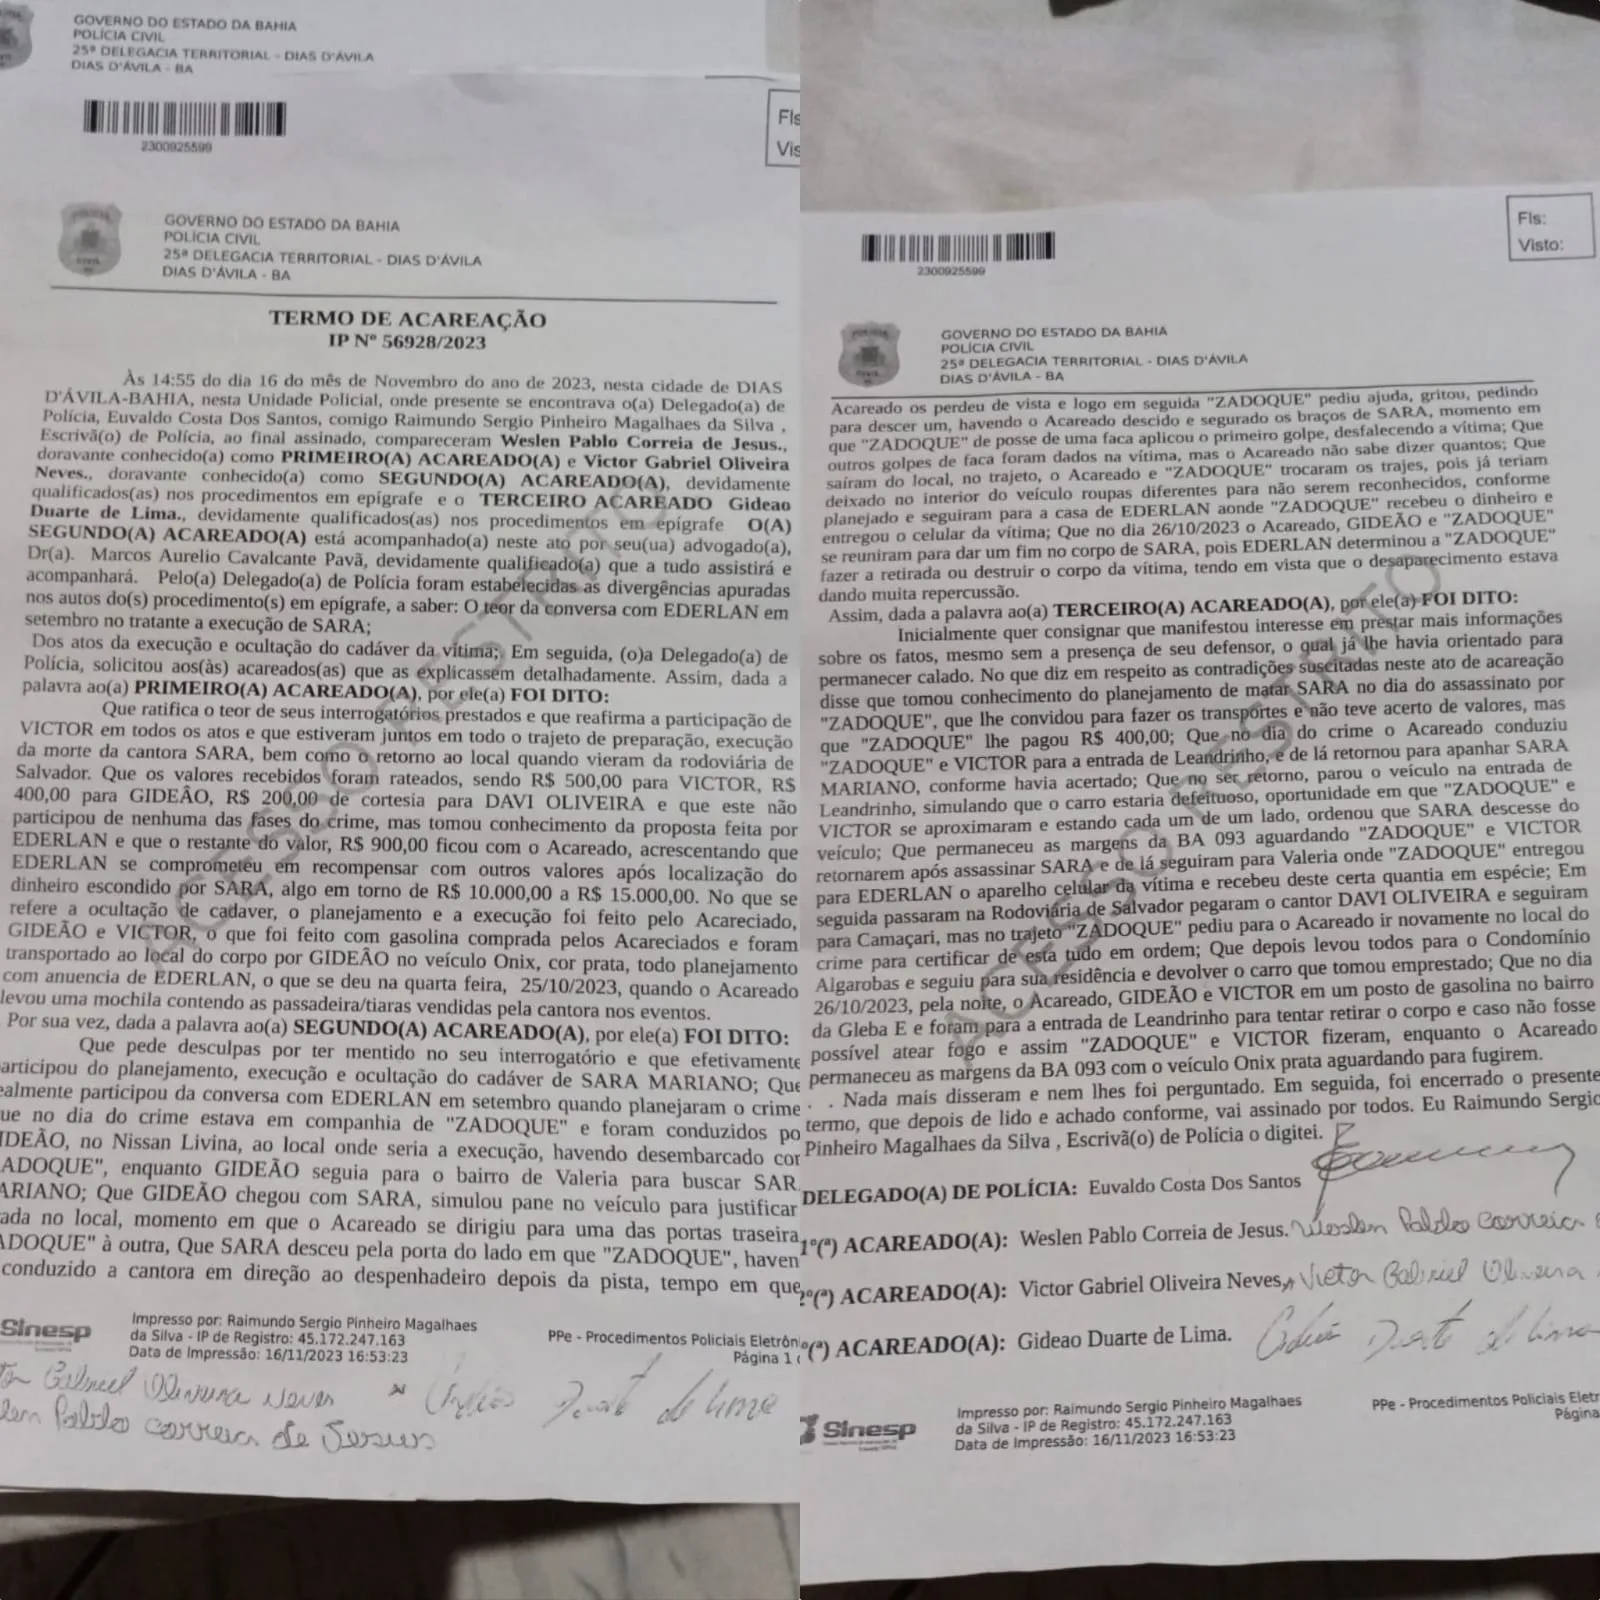 GOVERNO DO ESTADO DA BAHIA
POLÍCIA CIVIL
25ª DELEGACIA TERRITORIAL - DIAS D'ÁVILA
DIAS D'ÁVILA - BA
2300925599
Fls
Vis
GOVERNO DO ESTADO DA BAHIA
POLÍCIA CIVIL
25ª DELEGACIA TERRITORIAL - DIAS D'ÁVILA
DIAS D'ÁVILA - BA
TERMO DE ACAREAÇÃO
IP Nº 56928/2023
Às 14:55 do dia 16 do mês de Novembro do ano de 2023, nesta cidade de DIAS
D'ÁVILA-BAHIA, nesta Unidade Policial, onde presente se encontrava o(a) Delegado(a) de
Polícia, Euvaldo Costa Dos Santos, comigo Raimundo Sergio Pinheiro Magalhaes da Silva ,
Escrivã(o) de Polícia, ao final assinado, compareceram Weslen Pablo Correia de Jesus.,
doravante conhecido(a) como PRIMEIRO(A) ACAREADO(A) e Victor Gabriel Oliveira
Neves., doravante conhecido(a) como SEGUNDO(A) ACAREADO(A), devidamente
qualificados(as) nos procedimentos em epígrafe e o TERCEIRO ACAREADO Gideao
Duarte de Lima., devidamente qualificados(as) nos procedimentos em epígrafe O(A)
SEGUNDO(A) ACAREADO(A) está acompanhado(a) neste ato por seu(ua) advogado(a),
Dr(a). Marcos Aurelio Cavalcante Pavã, devidamente qualificado(a) que a tudo assistirá e
acompanhará. Pelo(a) Delegado(a) de Polícia foram estabelecidas as divergências apuradas
nos autos do(s) procedimento(s) em epígrafe, a saber: O teor da conversa com EDERLAN em
setembro no tratante a execução de SARA;
Dos atos da execução e ocultação do cadáver da vítima; Em seguida, (o)a Delegado(a) de
Polícia, solicitou aos(às) acareados(as) que as explicassem detalhadamente. Assim, dada a
palavra ao(a) PRIMEIRO(A) ACAREADO(A), por ele(a) FOI DITO:
Que ratifica o teor de seus interrogatórios prestados e que reafirma a participação de
VICTOR em todos os atos e que estiveram juntos em todo o trajeto de preparação, execução
da morte da cantora SARA, bem como o retorno ao local quando vieram da rodoviária de
Salvador. Que os valores recebidos foram rateados, sendo R$ 500,00 para VICTOR, R$
400,00 para GIDEÃO, R$ 200,00 de cortesia para DAVI OLIVEIRA e que este não
participou de nenhuma das fases do crime, mas tomou conhecimento da proposta feita por
EDERLAN e que o restante do valor, R$ 900,00 ficou com o Acareado, acrescentando que
EDERLAN se comprometeu em recompensar com outros valores após localização do
dinheiro escondido por SARA, algo em torno de R$ 10.000,00 a R$ 15.000,00. No que se
refere a ocultação de cadaver, o planejamento e a execução foi feito pelo Acareciado,
GIDEÃO e VICTOR, o que foi feito com gasolina comprada pelos Acareciados e foram
transportado ao local do corpo por GIDEÃO no veículo Onix, cor prata, todo planejamento
com anuencia de EDERLAN, o que se deu na quarta feira, 25/10/2023, quando o Acareado
levou uma mochila contendo as passadeira/tiaras vendidas pela cantora nos eventos.
Por sua vez, dada a palavra ao(a) SEGUNDO(A) ACAREADO(A), por ele(a) FOI DITO:
Que pede desculpas por ter mentido no seu interrogatório e que efetivamente
articipou do planejamento, execução e ocultação do cadáver de SARA MARIANO; Que
ealmente participou da conversa com EDERLAN em setembro quando planejaram o crime
ue no dia do crime estava em companhia de "ZADOQUE" e foram conduzidos po
IDEÃO, no Nissan Livina, ao local onde seria a execução, havendo desembarcado cor
ADOQUE", enquanto GIDEÃO seguia para o bairro de Valeria para buscar SAR
ARIANO; Que GIDEÃO chegou com SARA, simulou pane no veículo para justificar
ada no local, momento em que o Acareado se dirigiu para uma das portas traseira
ADOQUE" à outra, Que SARA desceu pela porta do lado em que "ZADOQUE", haven
conduzido a cantora em direção ao despenhadeiro depois da pista, tempo em que
Sinesp
Impresso por: Raimundo Sergio Pinheiro Magalhaes
da Silva - IP de Registro: 45.172.247.163
Data de Impressão: 16/11/2023 16:53:23
PPe - Procedimentos Policiais Eletrôn
Página 1
Gabriel Oliveira Neves
Duarte de Lima
Pablo Correia de Jesus
ACESSO RESTRITO
Fls:
Visto:
2300925599
GOVERNO DO ESTADO DA BAHIA
POLÍCIA CIVIL
25ª DELEGACIA TERRITORIAL - DIAS D'ÁVILA
DIAS D'ÁVILA - BA
Acareado os perdeu de vista e logo em seguida "ZADOQUE" pediu ajuda, gritou, pedindo
para descer um, havendo o Acareado descido e segurado os braços de SARA, momento em
que "ZADOQUE" de posse de uma faca aplicou o primeiro golpe, desfalecendo a vítima; Que
outros golpes de faca foram dados na vítima, mas o Acareado não sabe dizer quantos; Que
saíram do local, no trajeto, o Acareado e "ZADOQUE" trocaram os trajes, pois já teriam
deixado no interior do veículo roupas diferentes para não serem reconhecidos, conforme
planejado e seguiram para a casa de EDERLAN aonde "ZADOQUE" recebeu o dinheiro e
entregou o celular da vítima; Que no dia 26/10/2023 o Acareado, GIDEÃO e "ZADOQUE"
se reuniram para dar um fim no corpo de SARA, pois EDERLAN determinou a "ZADOQUE"
fazer a retirada ou destruir o corpo da vítima, tendo em vista que o desaparecimento estava
dando muita repercussão.
Assim, dada a palavra ao(a) TERCEIRO(A) ACAREADO(A), por ele(a) FOI DITO:
Inicialmente quer consignar que manifestou interesse em prestar mais informações
sobre os fatos, mesmo sem a presença de seu defensor, o qual já lhe havia orientado para
permanecer calado. No que diz em respeito as contradições suscitadas neste ato de acareação
disse que tomou conhecimento do planejamento de matar SARA no dia do assassinato por
"ZADOQUE", que lhe convidou para fazer os transportes e não teve acerto de valores, mas
que "ZADOQUE" lhe pagou R$ 400,00; Que no dia do crime o Acareado conduziu
"ZADOQUE" e VICTOR para a entrada de Leandrinho, e de lá retornou para apanhar SARA
MARIANO, conforme havia acertado; Que no ser retorno, parou o veículo na entrada de
Leandrinho, simulando que o carro estaria defeituoso, oportunidade em que "ZADOQUE" e
VICTOR se aproximaram e estando cada um de um lado, ordenou que SARA descesse do
veículo; Que permaneceu as margens da BA 093 aguardando "ZADOQUE" e VICTOR
retornarem após assassinar SARA e de lá seguiram para Valeria onde "ZADOQUE" entregou
para EDERLAN o aparelho celular da vítima e recebeu deste certa quantia em espécie; Em
seguida passaram na Rodoviária de Salvador pegaram o cantor DAVI OLIVEIRA e seguiram
para Camaçari, mas no trajeto "ZADOQUE" pediu para o Acareado ir novamente no local do
crime para certificar de esta tudo em ordem; Que depois levou todos para o Condomínio
Algarobas e seguiu para sua residência e devolver o carro que tomou emprestado; Que no dia
26/10/2023, pela noite, o Acareado, GIDEÃO e VICTOR em um posto de gasolina no bairro
da Gleba E e foram para a entrada de Leandrinho para tentar retirar o corpo e caso não fosse
possível atear fogo e assim "ZADOQUE" e VICTOR fizeram, enquanto o Acareado
permaneceu as margens da BA 093 com o veículo Onix prata aguardando para fugirem.
. . Nada mais disseram e nem lhes foi perguntado. Em seguida, foi encerrado o presente
termo, que depois de lido e achado conforme, vai assinado por todos. Eu Raimundo Sergio
Pinheiro Magalhaes da Silva , Escrivã(o) de Polícia o digitei.
DELEGADO(A) DE POLÍCIA: Euvaldo Costa Dos Santos
1º(ª) ACAREADO(A): Weslen Pablo Correia de Jesus. Weslen Pablo Correia
2º(ª) ACAREADO(A): Victor Gabriel Oliveira Neves. Victor Gabriel Oliveira
º(ª) ACAREADO(A): Gideao Duarte de Lima. Gideão Duarte de Lima
Sinesp
Impresso por: Raimundo Sergio Pinheiro Magalhaes
da Silva - IP de Registro: 45.172.247.163
Data de Impressão: 16/11/2023 16:53:23
PPe - Procedimentos Policiais Eletr
Página
ACESSO RESTRITO